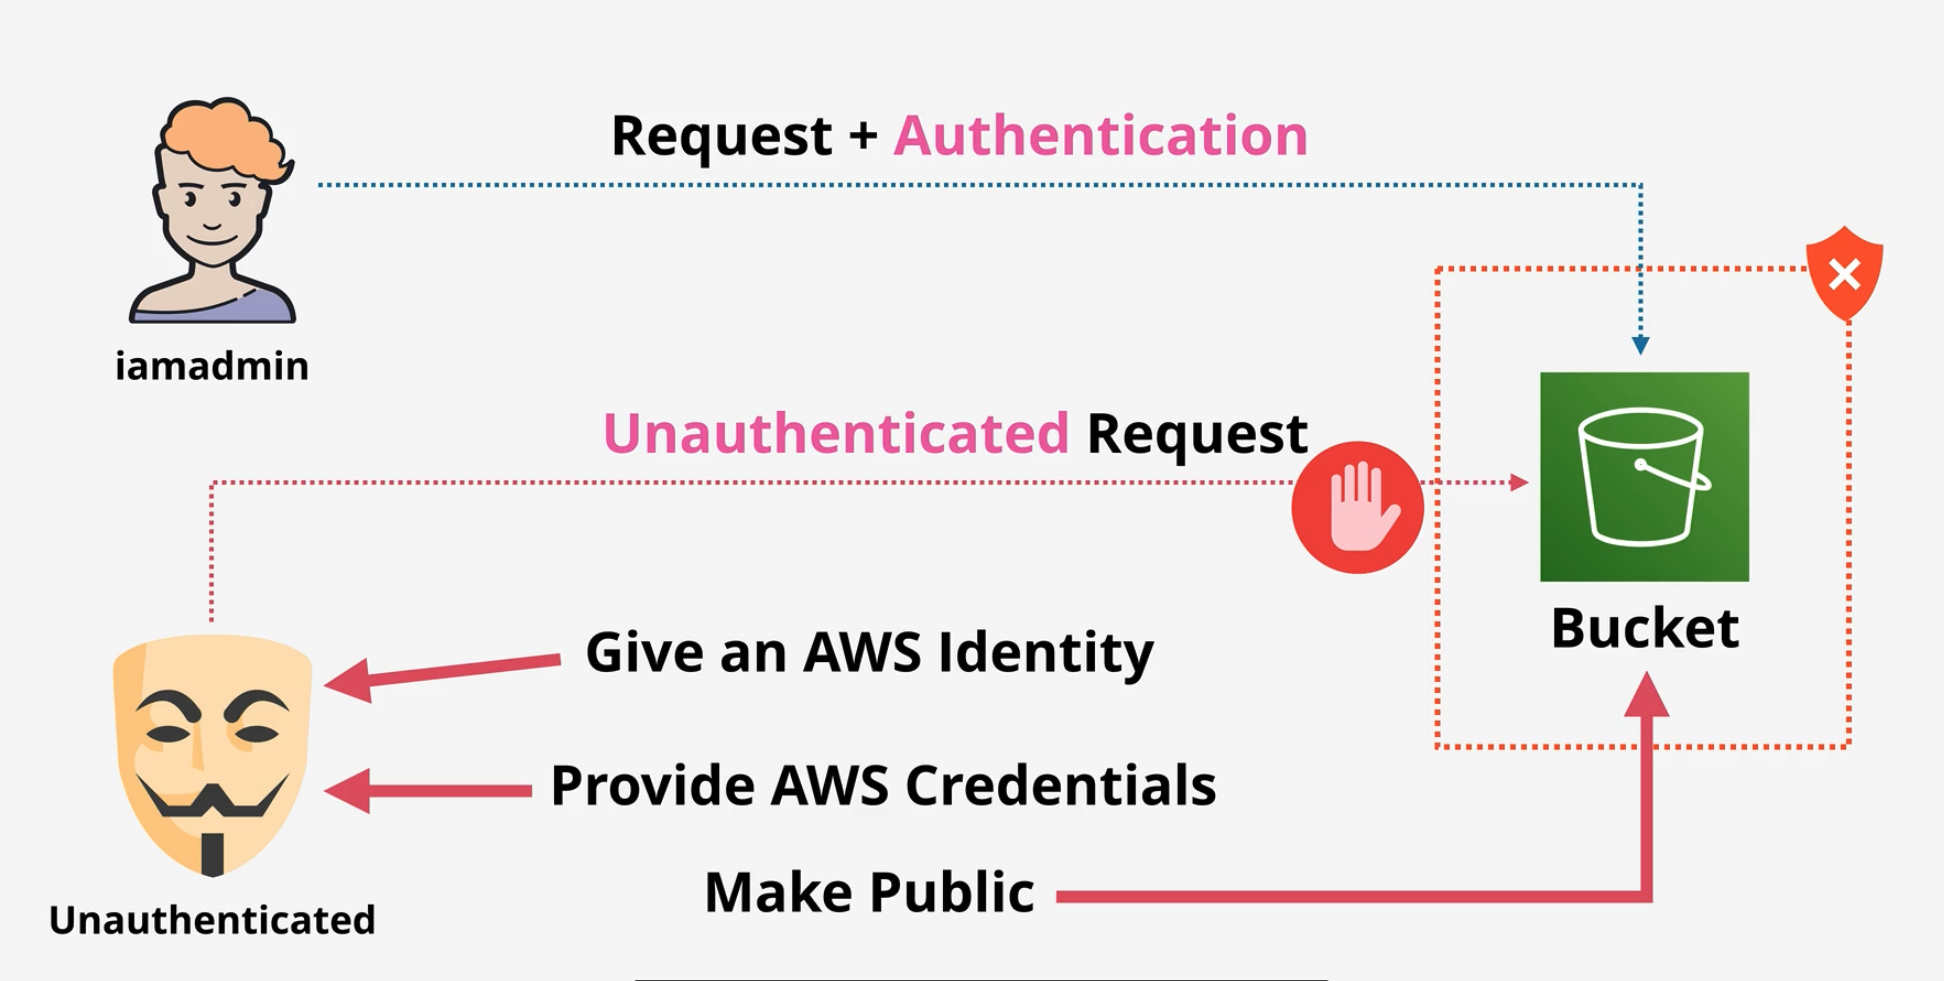 Request + Authentication
iamadmin
Unauthenticated Request
Bucket
Give an AWS Identity
Provide AWS Credentials
Make Public
Unauthenticated